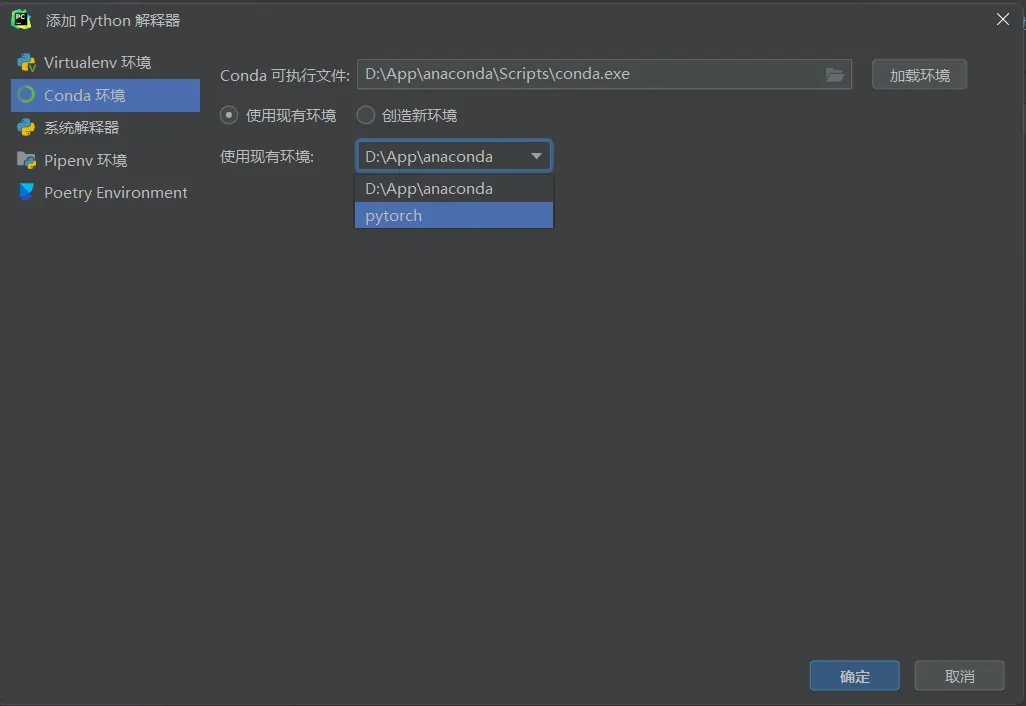 添加 Python 解释器
Virtualenv 环境
Conda 环境
系统解释器
Pipenv 环境
Poetry Environment
Conda 可执行文件: D:\App\anaconda\Scripts\conda.exe 加载环境
使用现有环境 创造新环境
使用现有环境: D:\App\anaconda
D:\App\anaconda
pytorch
确定 取消